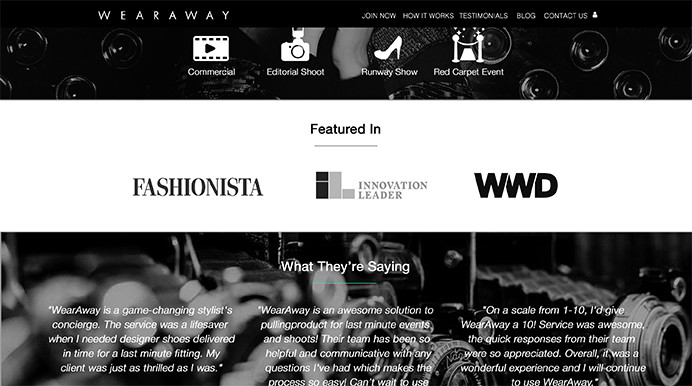 WEARAWAY
JOIN NOW HOW IT WORKS TESTIMONIALS BLOG CONTACT US
Commercial
Editorial Shoot
Runway Show
Red Carpet Event
Featured In
FASHIONISTA
INNOVATION
LEADER
WWD
What They're Saying
"WearAway is a game-changing stylist's
concierge. The service was a lifesaver
when I needed designer shoes delivered
in time for a last minute fitting. My
client was just as thrilled as I was."
"WearAway is an awesome solution to
pullingproduct for last minute events
and shoots! Their team has been so
helpful and communicative with any
questions I've had which makes the
process so easy! Can't wait to use
"On a scale from 1-10, I'd give
WearAway a 10! Service was awesome,
the quick responses from their team
were so appreciated. Overall, it was a
wonderful experience and I will continue
to use WearAway.